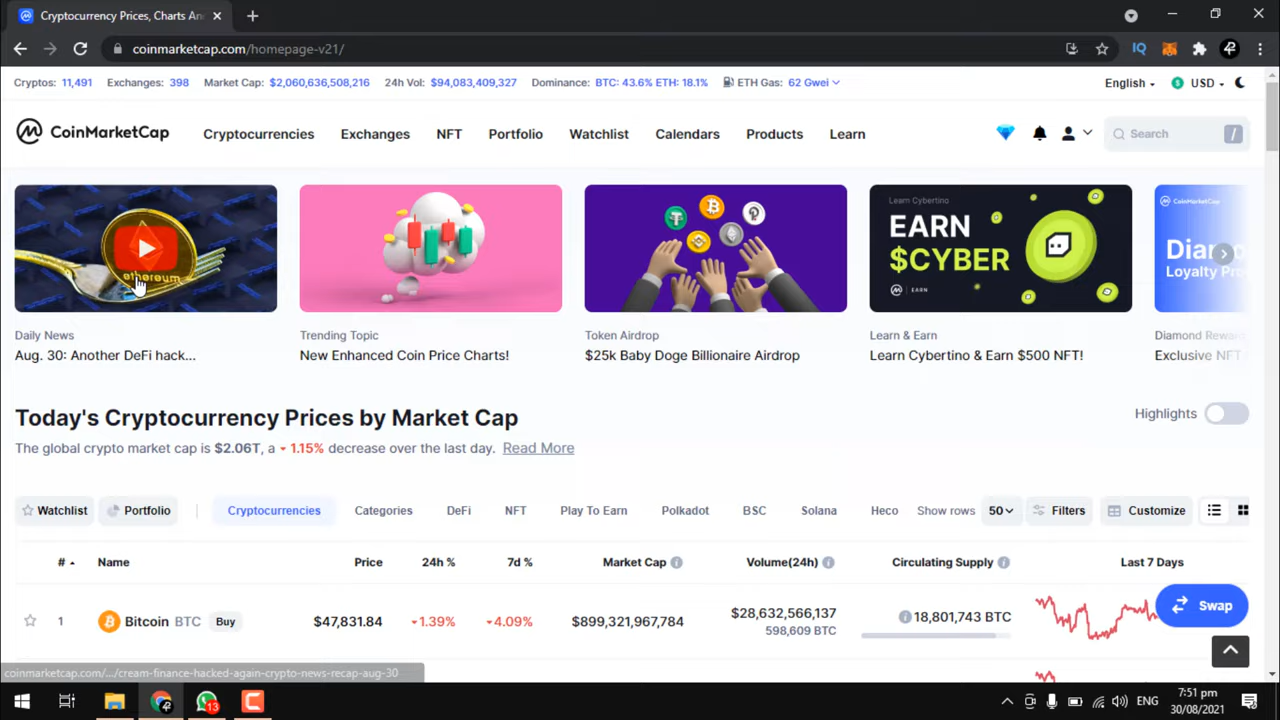 Cryptocurrency Prices, Charts An
coinmarketcap.com/homepage-v21/
Cryptos: 11,491 Exchanges: 398 Market Cap: $2,060,636,508,216 24h Vol: $94,083,409,327 Dominance: BTC: 43.6% ETH: 18.1% ETH Gas: 62 Gwei English USD
CoinMarketCap Cryptocurrencies Exchanges NFT Portfolio Watchlist Calendars Products Learn Search /
ethereum
Learn Cybertino
EARN
$CYBER
EARN
CoinMarketCap
Diam
Loyalty Pro
Daily News
Aug. 30: Another DeFi hack...
Trending Topic
New Enhanced Coin Price Charts!
Token Airdrop
$25k Baby Doge Billionaire Airdrop
Learn & Earn
Learn Cybertino & Earn $500 NFT!
Diamond Rewar
Exclusive NFT
Today's Cryptocurrency Prices by Market Cap
Highlights
The global crypto market cap is $2.06T, a 1.15% decrease over the last day. Read More
Watchlist Portfolio Cryptocurrencies Categories DeFi NFT Play To Earn Polkadot BSC Solana Heco Show rows 50 Filters Customize
# Name Price 24h % 7d % Market Cap Volume(24h) Circulating Supply Last 7 Days
1 Bitcoin BTC Buy $47,831.84 1.39% 4.09% $899,321,967,784 $28,632,566,137 18,801,743 BTC
598,609 BTC
Swap
coinmarketcap.com/.../cream-finance-hacked-again-crypto-news-recap-aug-30
13
ENG
7:51 pm
30/08/2021